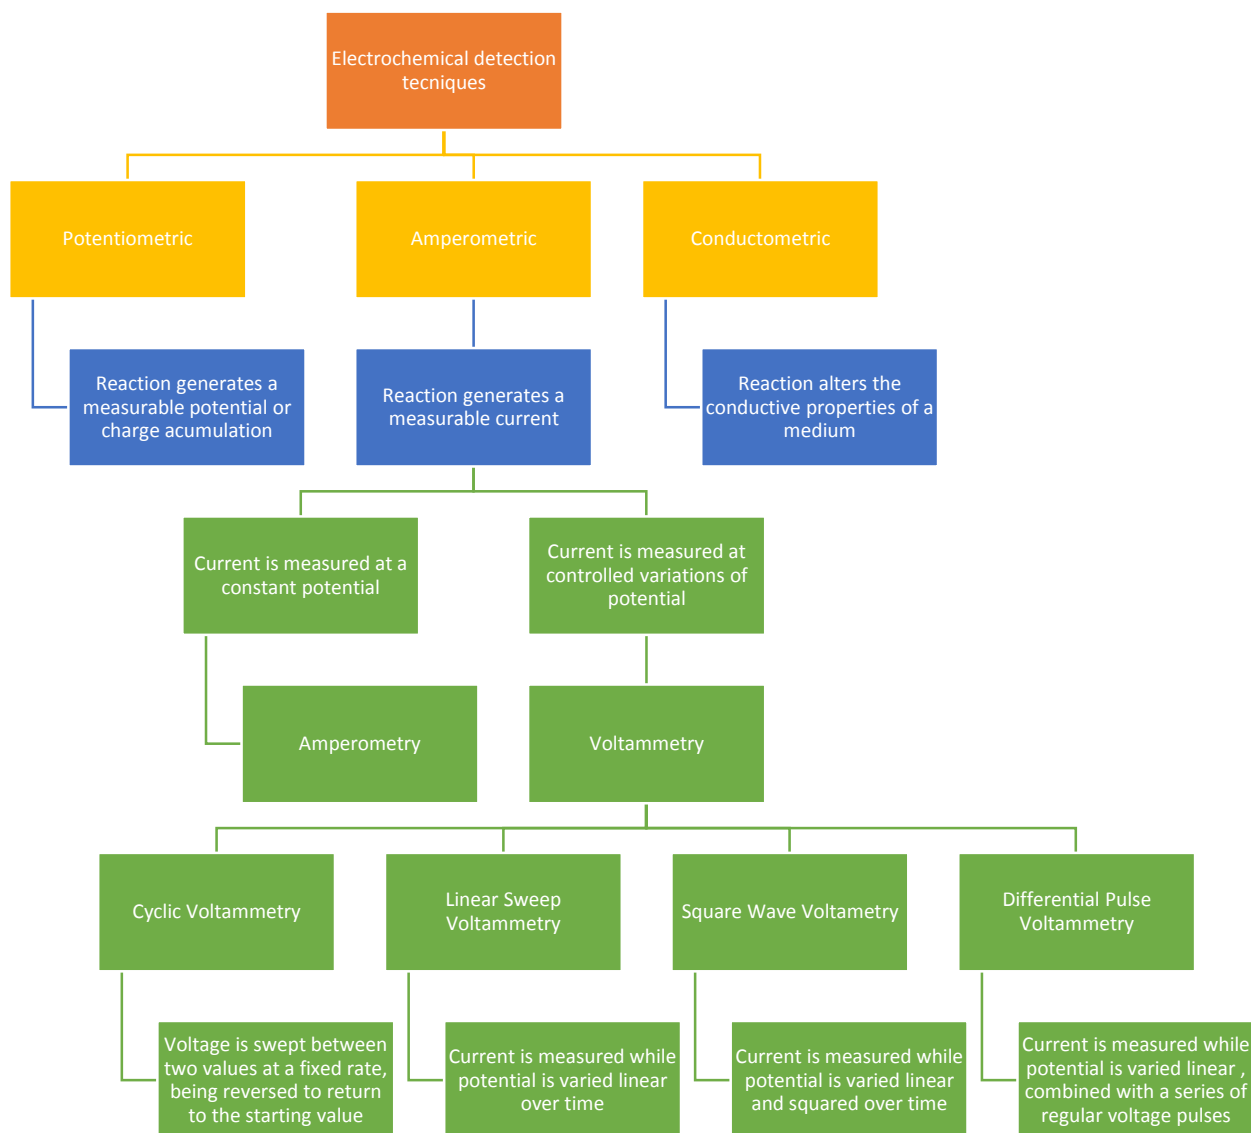 Electrochemical detection
tecniques
Potentiometric
Amperometric
Conductometric
Reaction generates a
measurable potential or
charge acumulation
Reaction generates a
measurable current
Reaction alters the
conductive properties of a
medium
Current is measured at a
constant potential
Current is measured at
controlled variations of
potential
Amperometry
Voltammetry
Cyclic Voltammetry
Linear Sweep
Voltammetry
Square Wave Voltametry
Differential Pulse
Voltammetry
Voltage is swept between
two values at a fixed rate,
being reversed to return
to the starting value
Current is measured while
potential is varied linear
over time
Current is measured while
potential is varied linear
and squared over time
Current is measured while
potential is varied linear ,
combined with a series of
regular voltage pulses